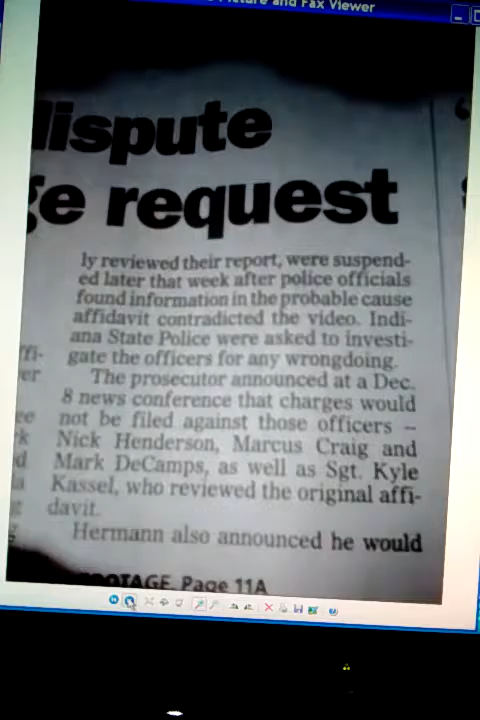 Picture and Fax Viewer
ispute
e request
ly reviewed their report, were suspend-
ed later that week after police officials
found information in the probable cause
affidavit contradicted the video. Indi-
ana State Police were asked to investi-
gate the officers for any wrongdoing.
The prosecutor announced at a Dec.
8 news conference that charges would
not be filed against those officers –
Nick Henderson, Marcus Craig and
Mark DeCamps, as well as Sgt. Kyle
Kassel, who reviewed the original affi-
davit.
Hermann also announced he would
OOTAGE, Page 11A
ffi-
er
ee
k
d